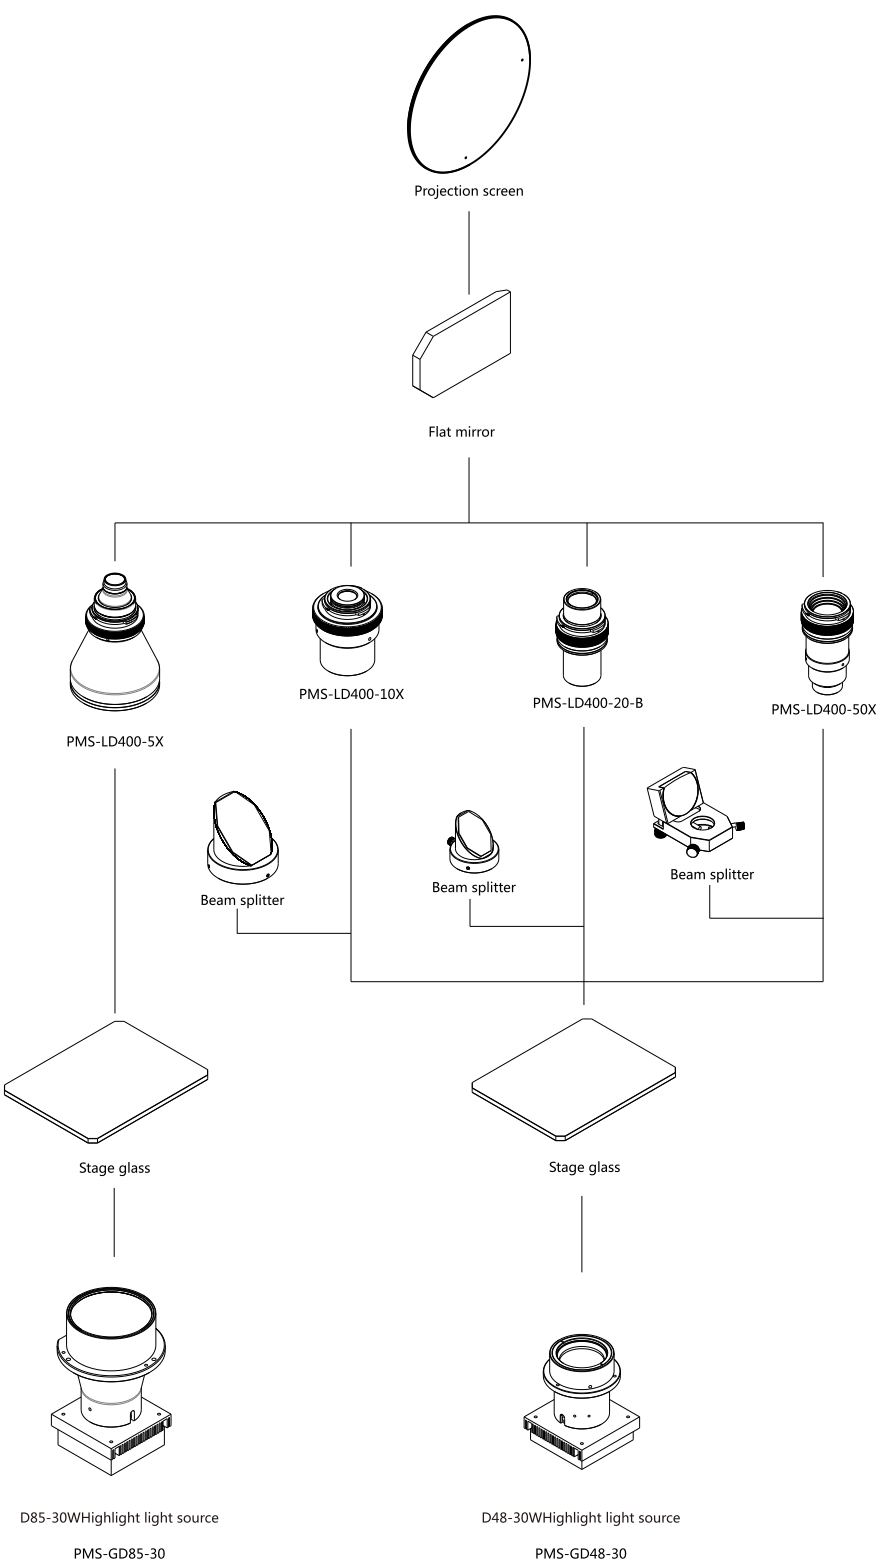 Projection screen
Flat mirror
PMS-LD400-5X
PMS-LD400-10X
PMS-LD400-20-B
PMS-LD400-50X
Beam splitter
Beam splitter
Beam splitter
Stage glass
Stage glass
D85-30WHighlight light source
PMS-GD85-30
D48-30WHighlight light source
PMS-GD48-30